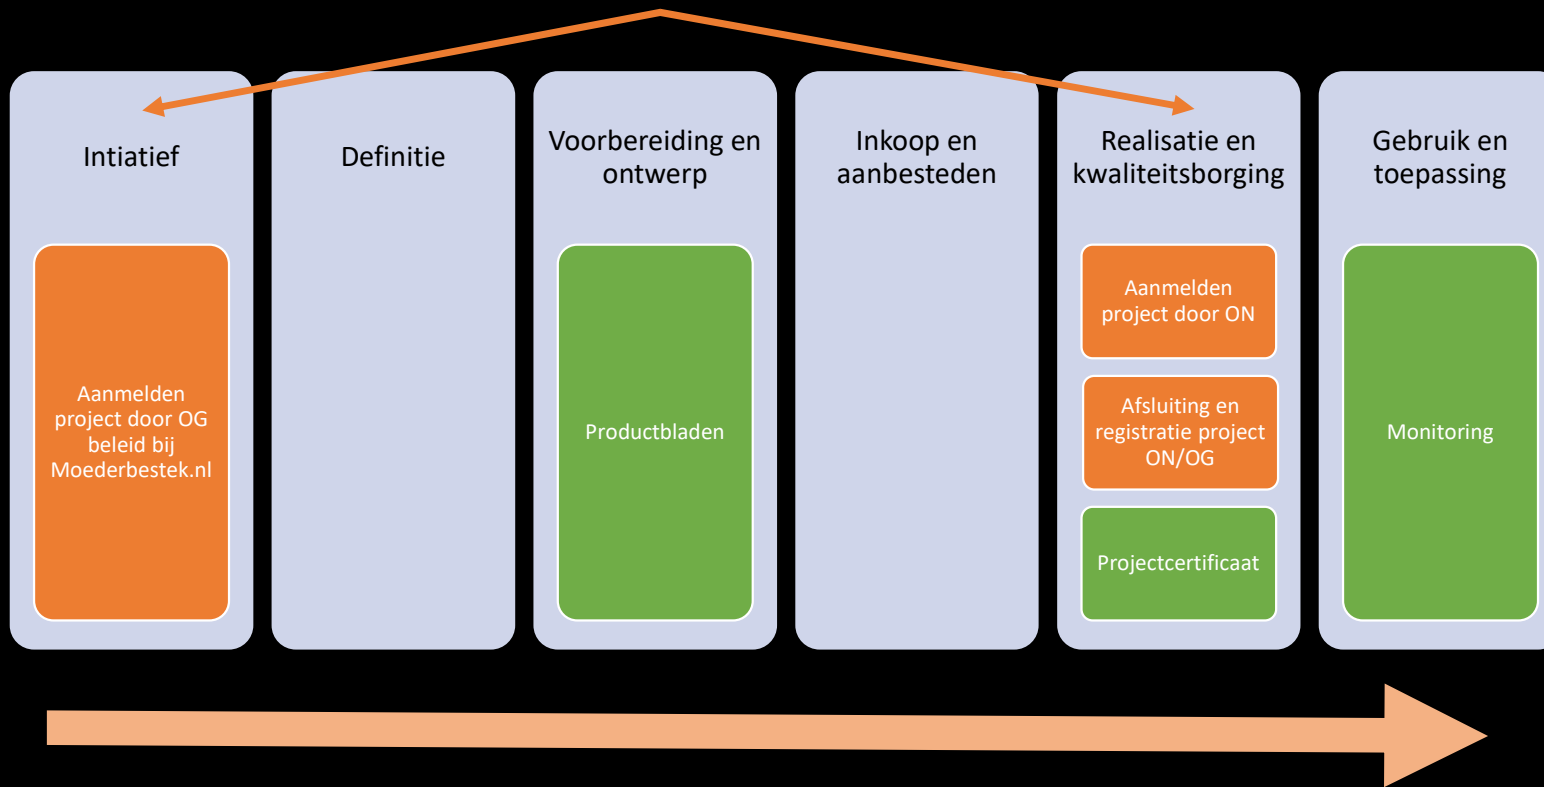 Intiatief
Definitie
Voorbereiding en
ontwerp
Inkoop en
aanbesteden
Realisatie en
kwaliteitsborging
Gebruik en
toepassing
Aanmelden
project door OG
beleid bij
Moederbestek.nl
Productbladen
Aanmelden
project door ON
Afsluiting en
registratie project
ON/OG
Projectcertificaat
Monitoring